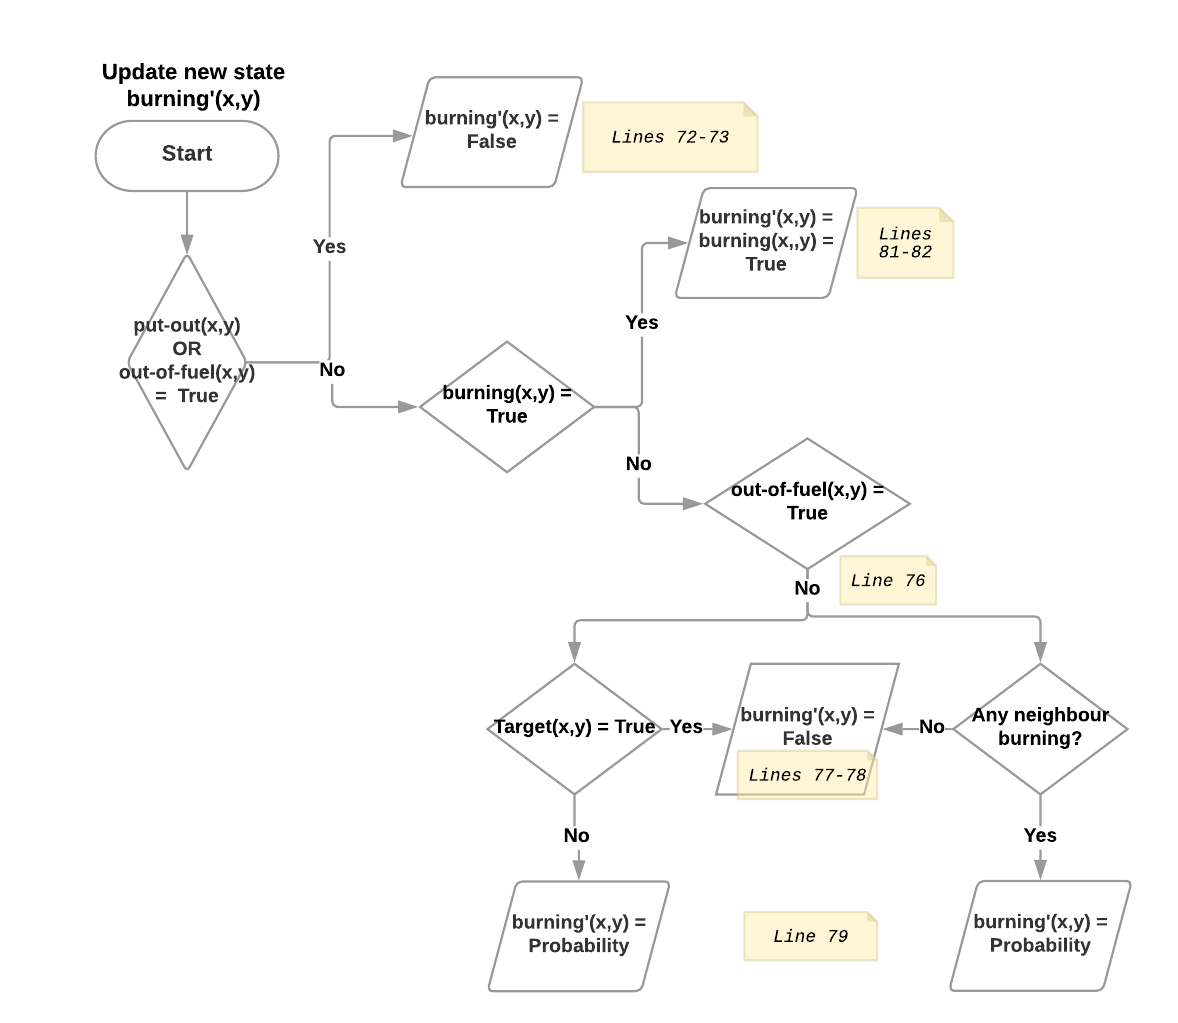 Update new state
burning'(x,y)
Start
put-out(x,y)
OR
out-of-fuel(x,y)
= True
Yes
No
burning'(x,y) =
False
Lines 72-73
burning(x,y) =
True
Yes
No
burning'(x,y) =
burning(x,,y) =
True
Lines
81-82
out-of-fuel(x,y) =
True
No
Line 76
Target(x,y) = True
Yes
burning'(x,y) =
False
Lines 77-78
No
Any neighbour
burning?
No
Yes
burning'(x,y) =
Probability
Line 79
burning'(x,y) =
Probability